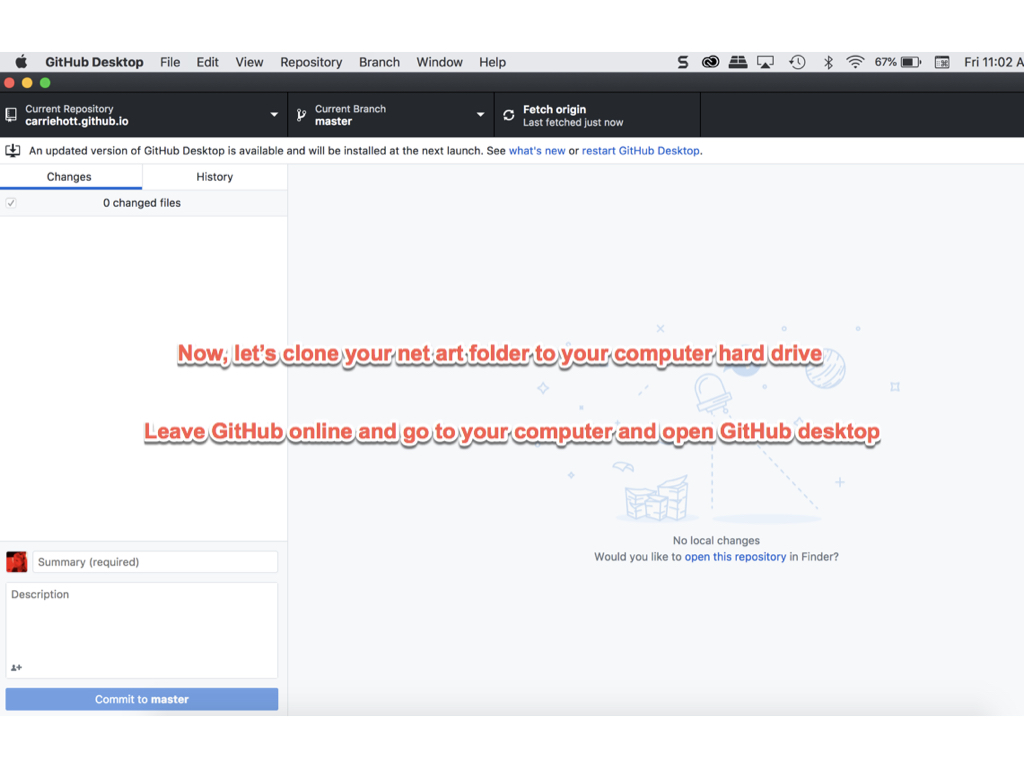 GitHub Desktop File Edit View Repository Branch Window Help 67% Fri 11:02 A
Current Repository
carriehott.github.io
Current Branch
master
Fetch origin
Last fetched just now
An updated version of GitHub Desktop is available and will be installed at the next launch. See what's new or restart GitHub Desktop.
Changes History
0 changed files
Now, let's clone your net art folder to your computer hard drive
Leave GitHub online and go to your computer and open GitHub desktop
No local changes
Would you like to open this repository in Finder?
Summary (required)
Description
Commit to master